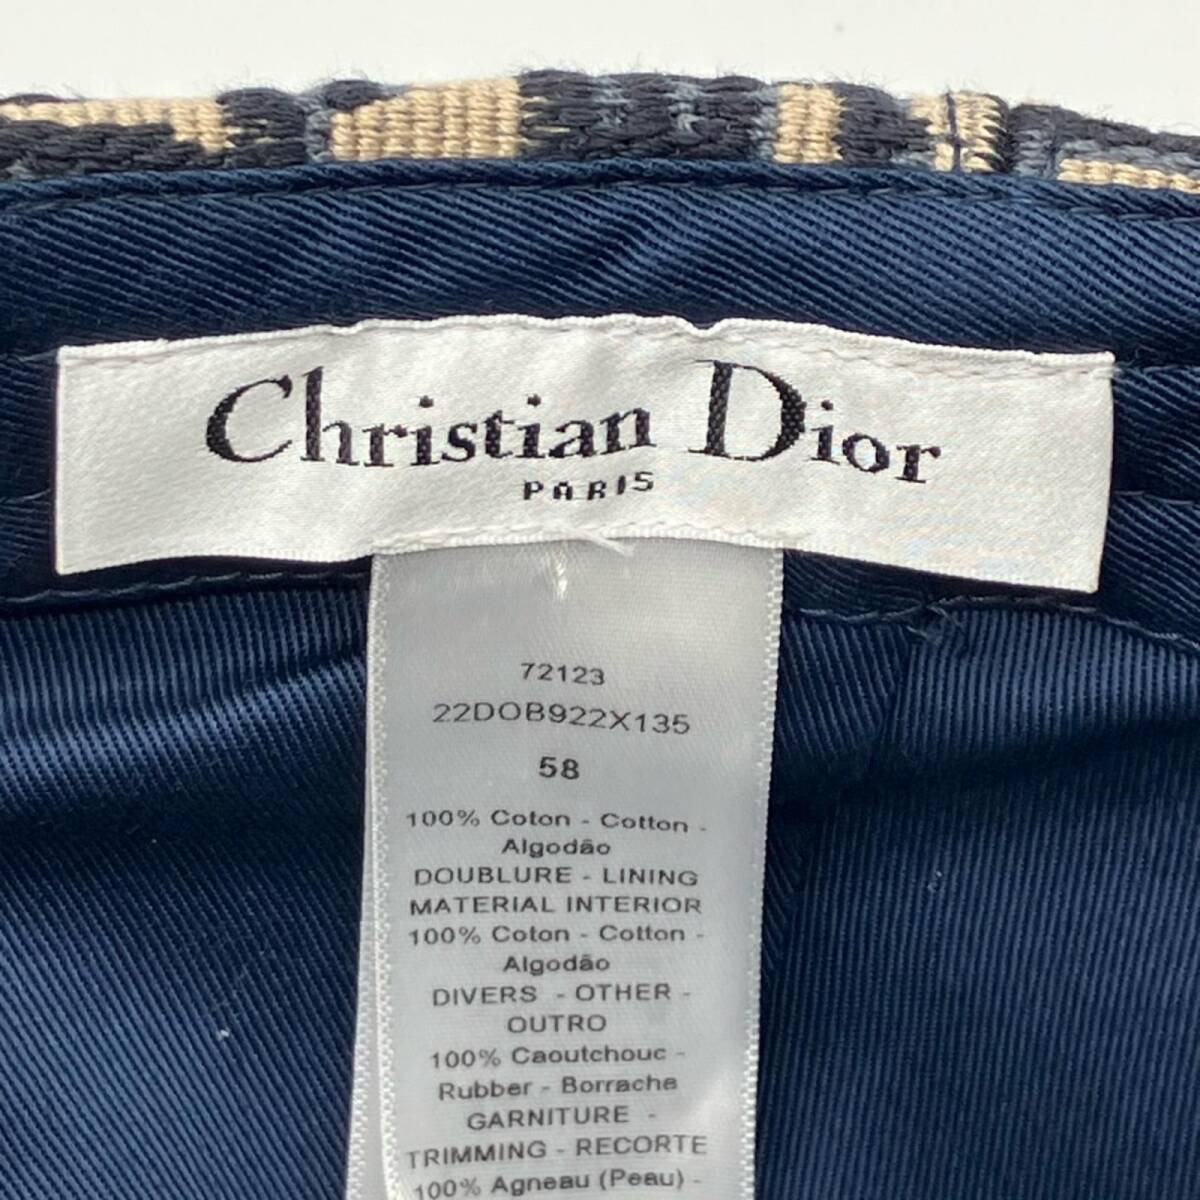 Christian Dior
PARIS
72123
22DOB922X135
58
100% Coton - Cotton -
Algodão
DOUBLURE - LINING
MATERIAL INTERIOR
100% Coton - Cotton -
Algodão
DIVERS - OTHER -
OUTRO
100% Caoutchouc -
Rubber - Borracha
GARNITURE -
TRIMMING - RECORTE
100% Agneau (Peau) -